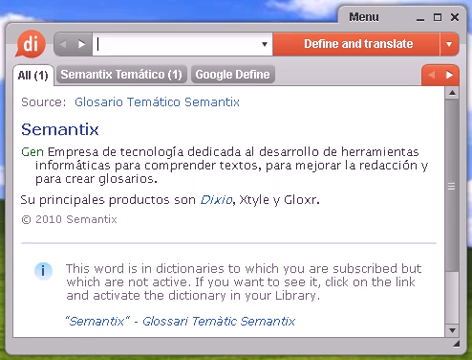 Menu
di
Define and translate
All (1) Semantix Temático (1) Google Define
Source: Glosario Temático Semantix
Semantix
Gen Empresa de tecnología dedicada al desarrollo de herramientas
informáticas para comprender textos, para mejorar la redacción y
para crear glosarios.
Su principales productos son Dixio, Xtyle y Gloxr.
© 2010 Semantix
i
This word is in dictionaries to which you are subscribed but
which are not active. If you want to see it, click on the link
and activate the dictionary in your Library.
"Semantix" - Glossari Temàtic Semantix